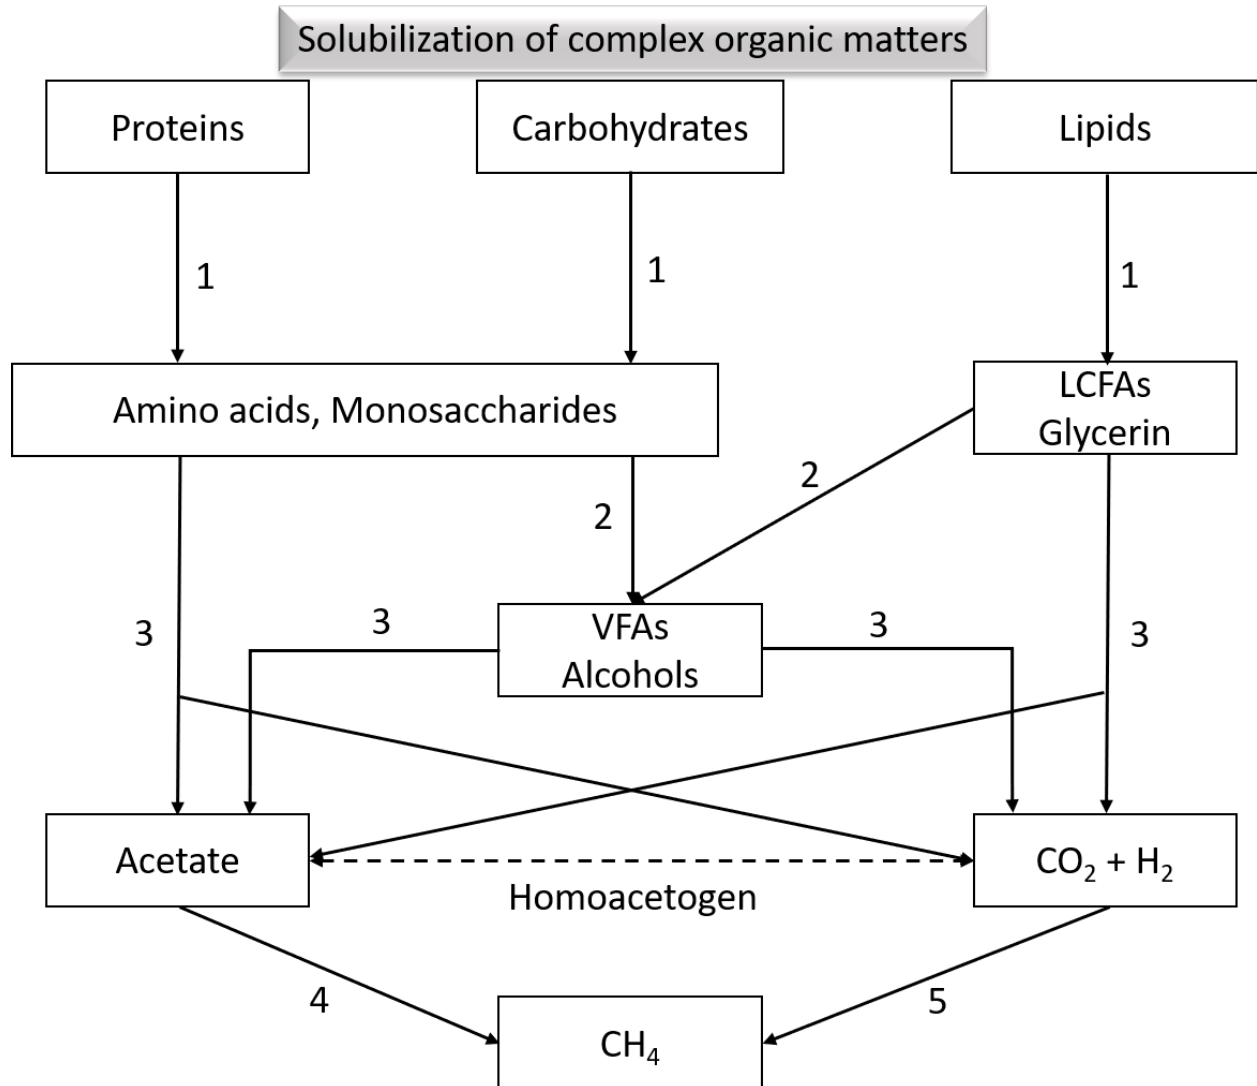 Solubilization of complex organic matters
Proteins
Carbohydrates
Lipids
1
1
1
Amino acids, Monosaccharides
LCFAs
Glycerin
2
2
3
3
VFAs
Alcohols
3
3
Acetate
CO₂ + H₂
Homoacetogen
4
5
CH₄